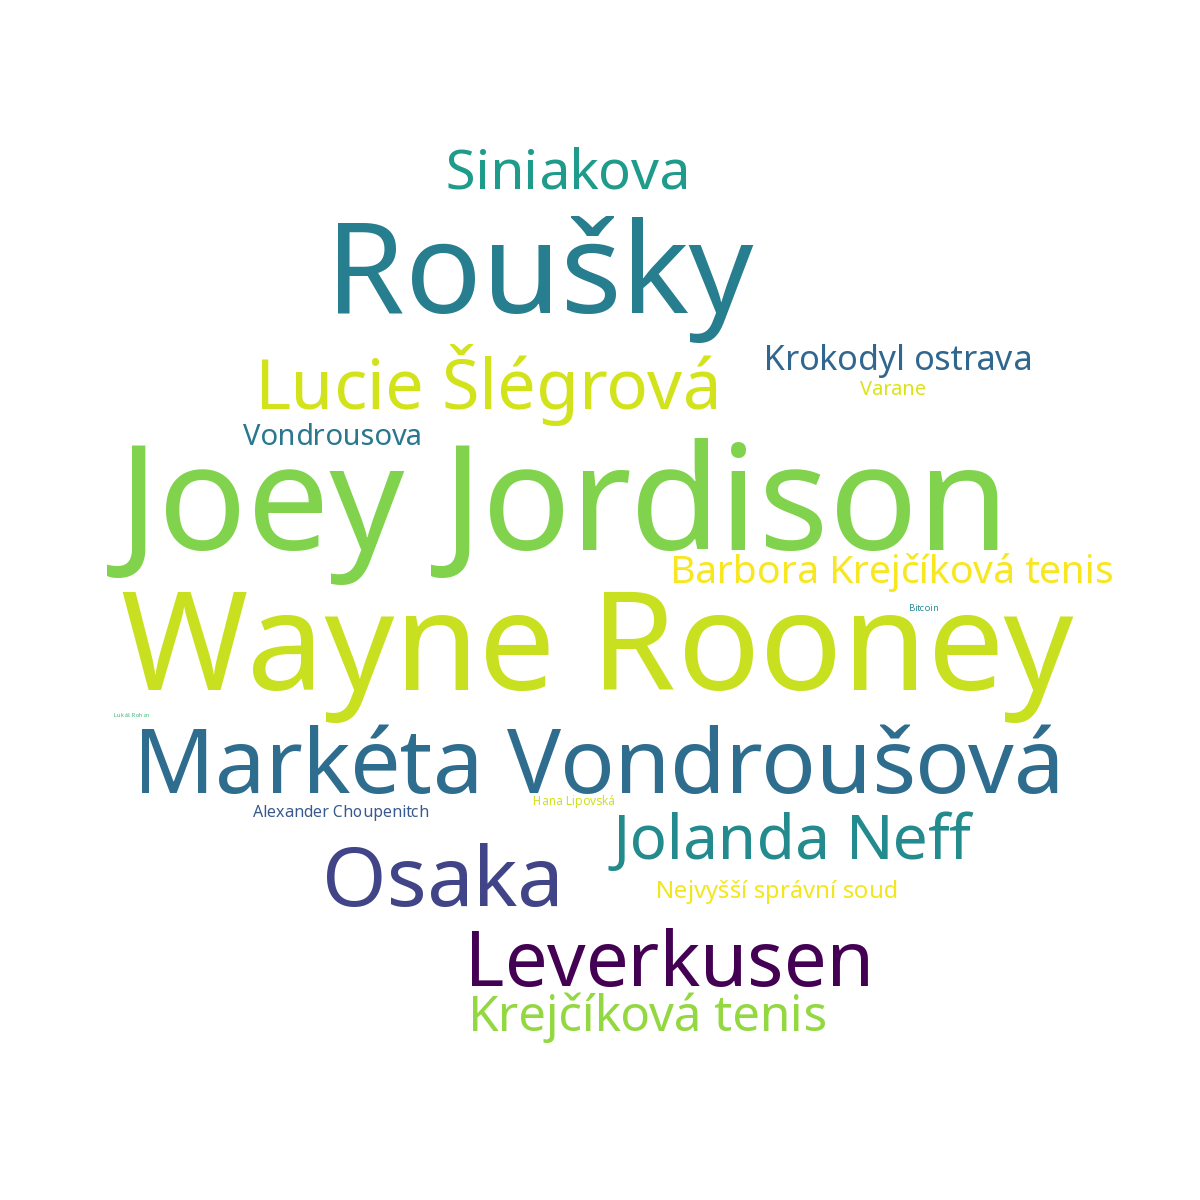 Siniakova
Roušky
Krokodyl ostrava
Lucie Šlégrová
Varane
Vondrousova
Joey Jordison
Barbora Krejčíková tenis
Bitcoin
Wayne Rooney
Lukáš Rohan
Markéta Vondroušová
Hana Lipovská
Alexander Choupenitch
Jolanda Neff
Osaka
Nejvyšší správní soud
Leverkusen
Krejčíková tenis